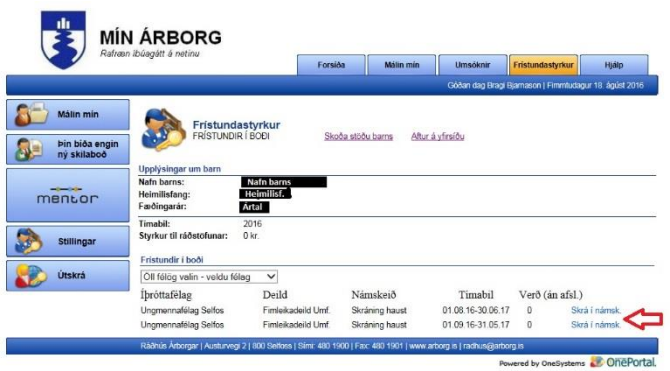 MÍN ÁRBORG
Rafræn íbúagátt á netinu
Forsíða Málin mín Umsóknir Frístundastyrkur Hjálp
Góðan dag Bragi Bjarnason | Fimmtudagur 18. ágúst 2016
Málin mín
Þín bíða engin ný skilaboð
mentor
Stillingar
Útskrá
Frístundastyrkur
FRÍSTUNDIR Í BOÐI
Skoða stöðu barns Aftur á yfirsíðu
Upplýsingar um barn
Nafn barns: Nafn barns
Heimilisfang: Heimilisf.
Fæðingarár: Ártal
Tímabil: 2016
Styrkur til ráðstöfunar: 0 kr.
Frístundir í boði
Öll félög valin - veldu félag
Íþróttafélag Deild Námskeið Tímabil Verð (án afsl.)
Ungmennafélag Selfos Fimleikadeild Umf. Skráning haust 01.08.16-30.06.17 0 Skrá í námsk.
Ungmennafélag Selfos Fimleikadeild Umf. Skráning haust 01.09.16-31.05.17 0 Skrá í námsk.
Ráðhús Árborgar | Austurvegi 2 | 800 Selfoss | Sími: 480 1900 | Fax: 480 1901 | www.arborg.is | radhus@arborg.is
Powered by OneSystems OnePortal.